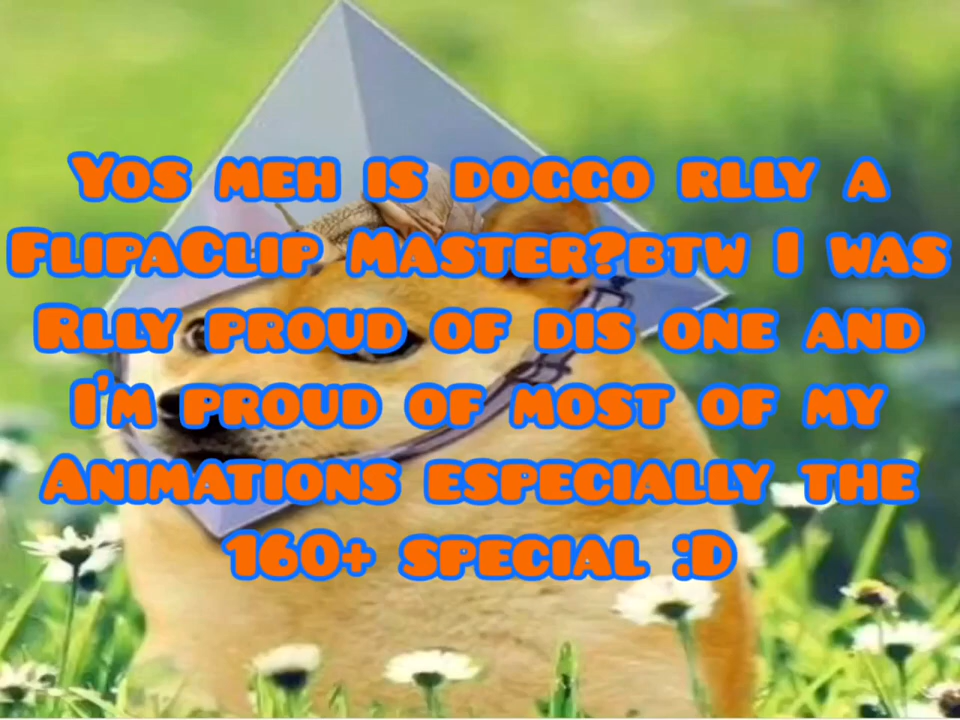 Yos meh is doggo rlly a
FlipaClip Master?btw I was
Rlly proud of dis one and
I'm proud of most of my
Animations especially the
160+ special :D